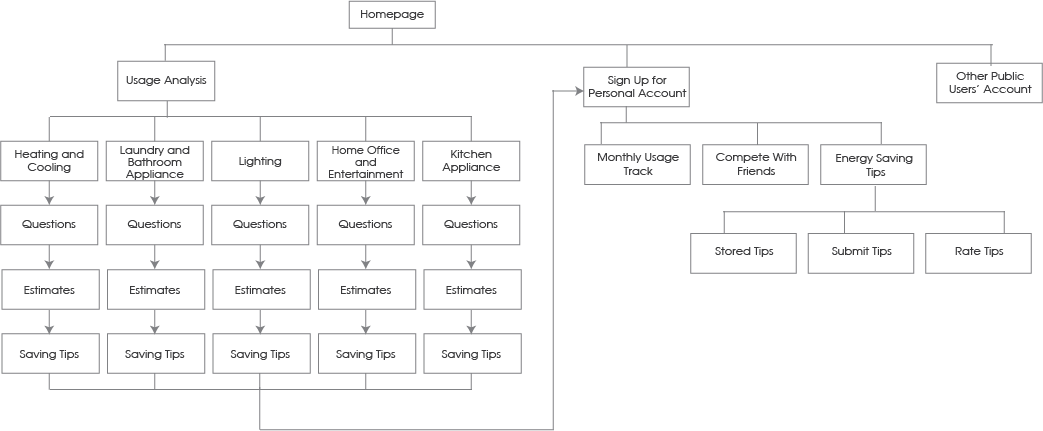 Homepage
Usage Analysis
Sign Up for
Personal Account
Other Public
Users' Account
Heating and
Cooling
Laundry and
Bathroom
Appliance
Lighting
Home Office
and
Entertainment
Kitchen
Appliance
Monthly Usage
Track
Compete With
Friends
Energy Saving
Tips
Questions
Questions
Questions
Questions
Questions
Stored Tips
Submit Tips
Rate Tips
Estimates
Estimates
Estimates
Estimates
Estimates
Saving Tips
Saving Tips
Saving Tips
Saving Tips
Saving Tips